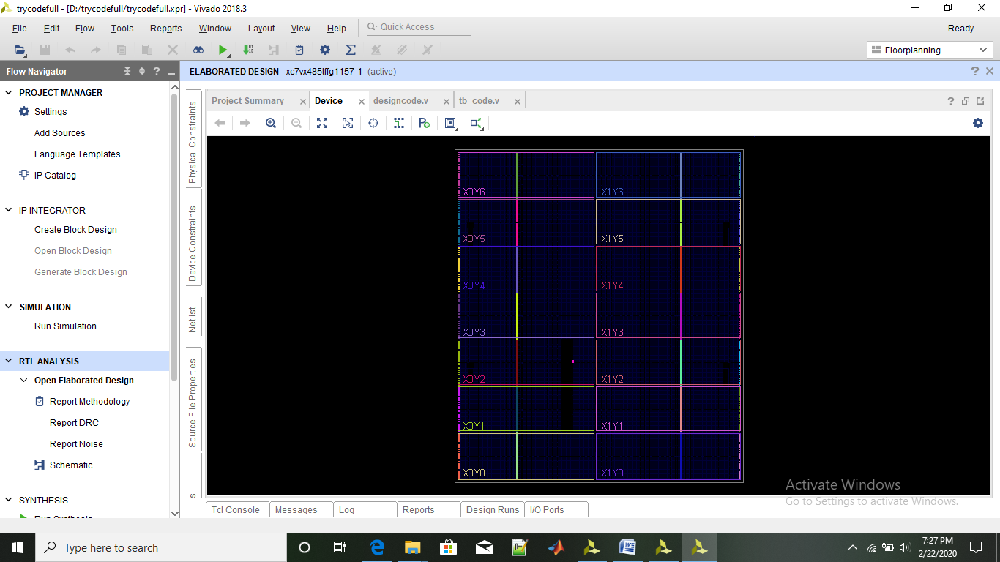 trycodefull - [D:/trycodefull/trycodefull.xpr] - Vivado 2018.3
File Edit Flow Tools Reports Window Layout View Help Quick Access Ready
Floorplanning
Flow Navigator
ELABORATED DESIGN - xc7vx485tffg1157-1 (active)
PROJECT MANAGER
Settings
Add Sources
Language Templates
IP Catalog
IP INTEGRATOR
Create Block Design
Open Block Design
Generate Block Design
SIMULATION
Run Simulation
RTL ANALYSIS
Open Elaborated Design
Report Methodology
Report DRC
Report Noise
Schematic
SYNTHESIS
Run Synthesis
Physical Constraints
Device Constraints
Netlist
Source File Properties
Project Summary Device designcode.v tb_code.v
X0Y6 X1Y6
X0Y5 X1Y5
X0Y4 X1Y4
X0Y3 X1Y3
X0Y2 X1Y2
X0Y1 X1Y1
X0Y0 X1Y0
Activate Windows
Go to Settings to activate Windows.
Tcl Console Messages Log Reports Design Runs I/O Ports
Type here to search
7:27 PM
2/22/2020